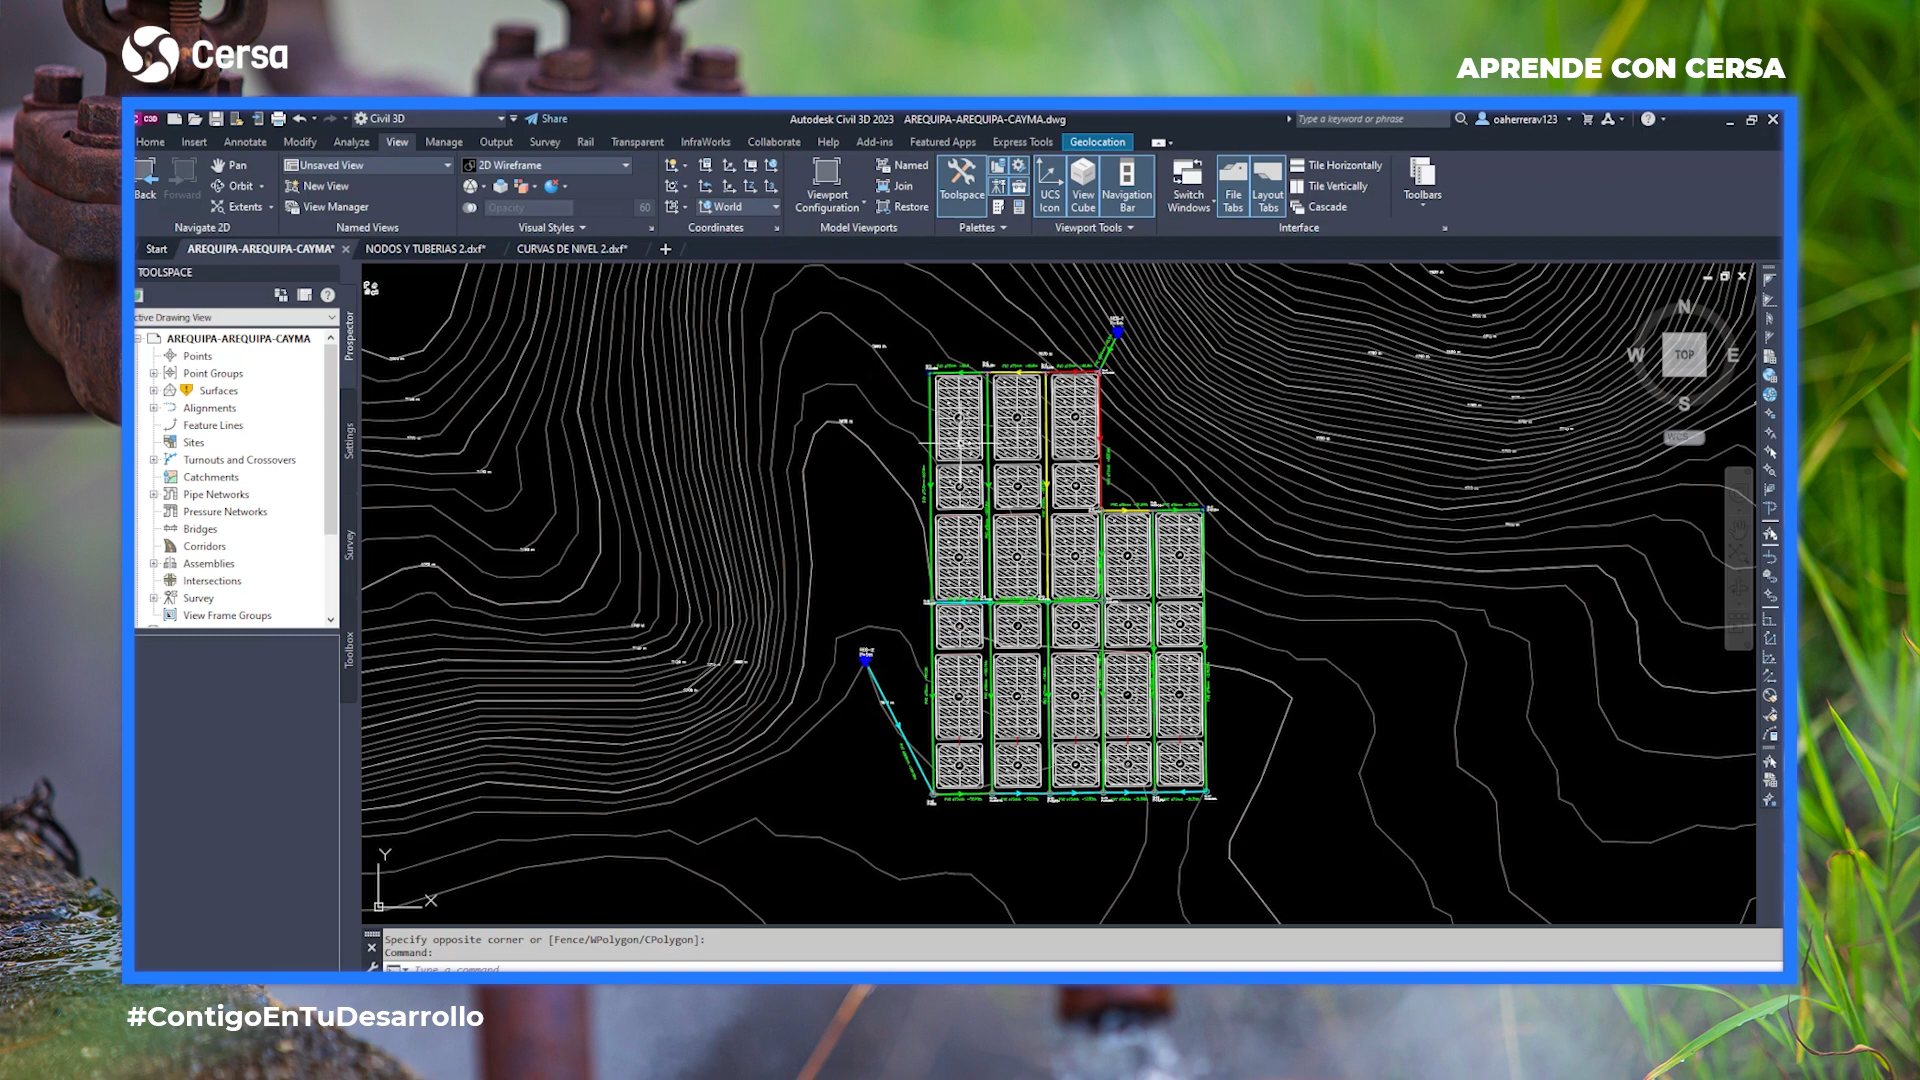 Cersa
APRENDE CON CERSA
C3D
Civil 3D
Share
Autodesk Civil 3D 2023 AREQUIPA-AREQUIPA-CAYMA.dwg
Type a keyword or phrase
oaherrerav123
Home Insert Annotate Modify Analyze View Manage Output Survey Rail Transparent InfraWorks Collaborate Help Add-ins Featured Apps Express Tools Geolocation
Back
Forward
Pan
Orbit
Extents
Navigate 2D
Unsaved View
New View
View Manager
Named Views
2D Wireframe
Opacity 60
Visual Styles
World
Coordinates
Viewport
Configuration
Named
Join
Restore
Model Viewports
Toolspace
Palettes
UCS
Icon
View
Cube
Navigation
Bar
Viewport Tools
Switch
Windows
File
Tabs
Layout
Tabs
Tile Horizontally
Tile Vertically
Cascade
Interface
Toolbars
Start AREQUIPA-AREQUIPA-CAYMA* NODOS Y TUBERIAS 2.dxf* CURVAS DE NIVEL 2.dxf*
TOOLSPACE
ctive Drawing View
AREQUIPA-AREQUIPA-CAYMA
Points
Point Groups
Surfaces
Alignments
Feature Lines
Sites
Turnouts and Crossovers
Catchments
Pipe Networks
Pressure Networks
Bridges
Corridors
Assemblies
Intersections
Survey
View Frame Groups
Prospector
Settings
Survey
Toolbox
N
W
TOP
E
S
WCS
Y
X
Specify opposite corner or [Fence/WPolygon/CPolygon]:
Command:
Type a command
#ContigoEnTuDesarrollo